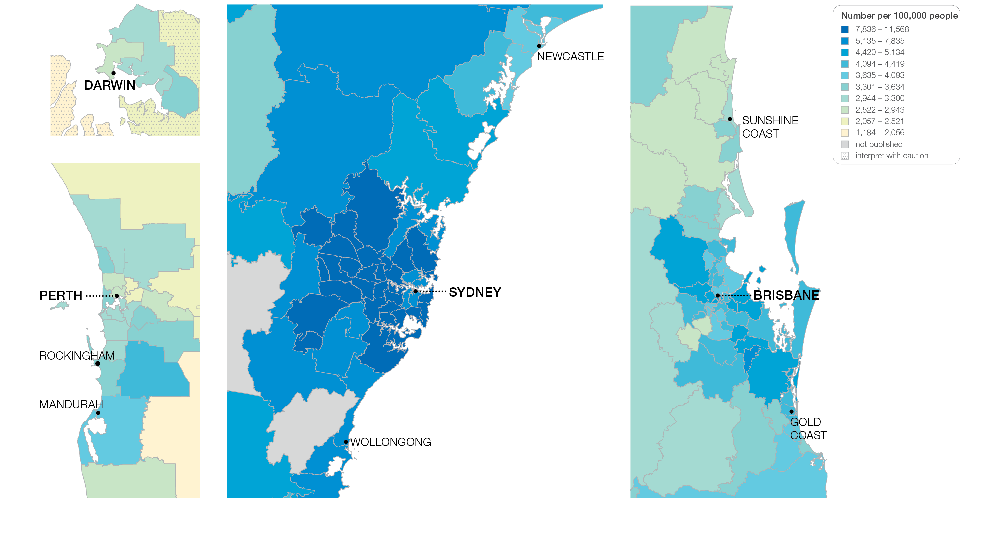 DARWIN
PERTH
ROCKINGHAM
MANDURAH
NEWCASTLE
SYDNEY
WOLLONGONG
SUNSHINE
COAST
BRISBANE
GOLD
COAST
Number per 100,000 people
7,836 – 11,568
5,135 – 7,835
4,420 – 5,134
4,094 – 4,419
3,635 – 4,093
3,301 – 3,634
2,944 – 3,300
2,522 – 2,943
2,057 – 2,521
1,184 – 2,056
not published
interpret with caution